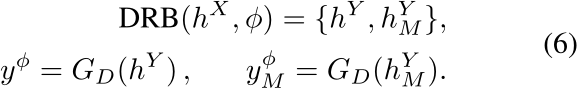 DRB(h^X, ϕ) = {h^Y, h^Y_M},
y^ϕ = G_D(h^Y) , y^ϕ_M = G_D(h^Y_M). (6)